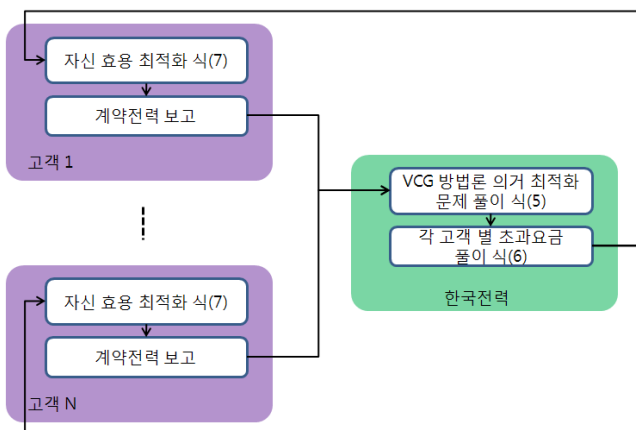 자신 효용 최적화 식(7)
계약전력 보고
고객 1
VCG 방법론 의거 최적화
문제 풀이 식(5)
각 고객 별 초과요금
풀이 식(6)
한국전력
자신 효용 최적화 식(7)
계약전력 보고
고객 N